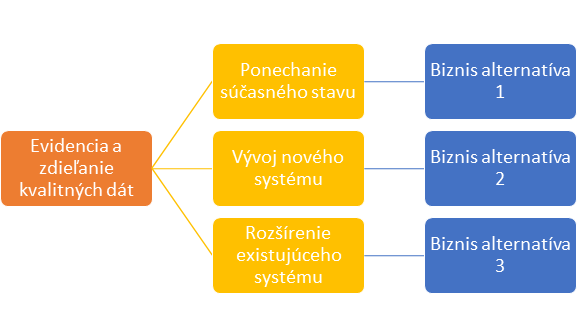 Evidencia a
zdieľanie
kvalitných dát
Ponechanie
súčasného stavu
Biznis alternatíva
1
Vývoj nového
systému
Biznis alternatíva
2
Rozšírenie
existujúceho
systému
Biznis alternatíva
3